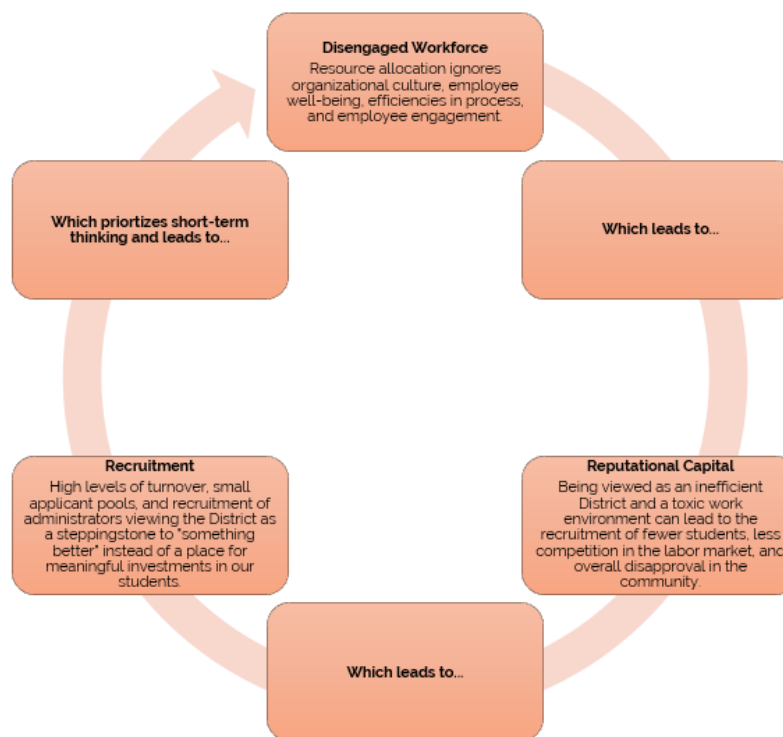 Disengaged Workforce
Resource allocation ignores
organizational culture, employee
well-being, efficiencies in process,
and employee engagement.
Which leads to...
Reputational Capital
Being viewed as an inefficient
District and a toxic work
environment can lead to the
recruitment of fewer students, less
competition in the labor market, and
overall disapproval in the
community.
Which leads to...
Recruitment
High levels of turnover, small
applicant pools, and recruitment of
administrators viewing the District as
a steppingstone to "something
better" instead of a place for
meaningful investments in our
students.
Which priortizes short-term
thinking and leads to...